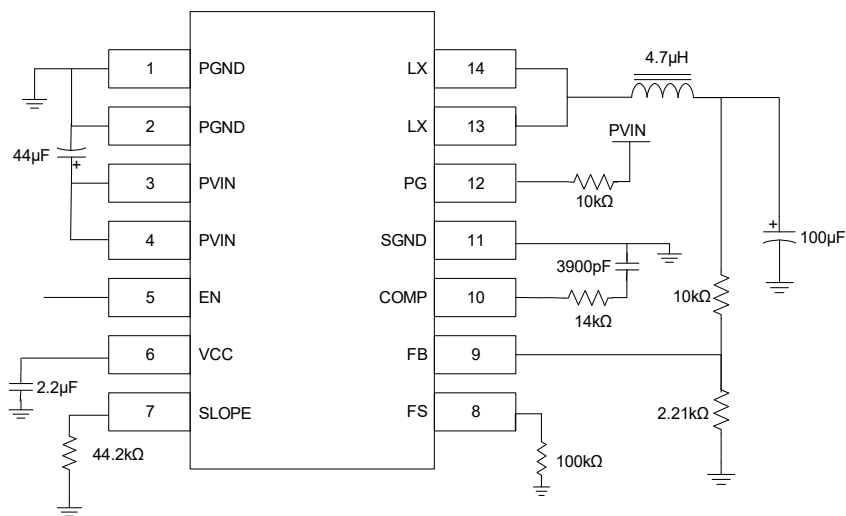 1 PGND LX 14
4.7µH
2 PGND LX 13
PVIN
44µF
3 PVIN PG 12
10kΩ
4 PVIN SGND 11
100µF
3900pF
5 EN COMP 10
10kΩ
14kΩ
6 VCC FB 9
2.2µF
7 SLOPE FS 8
2.21kΩ
44.2kΩ
100kΩ
+
+